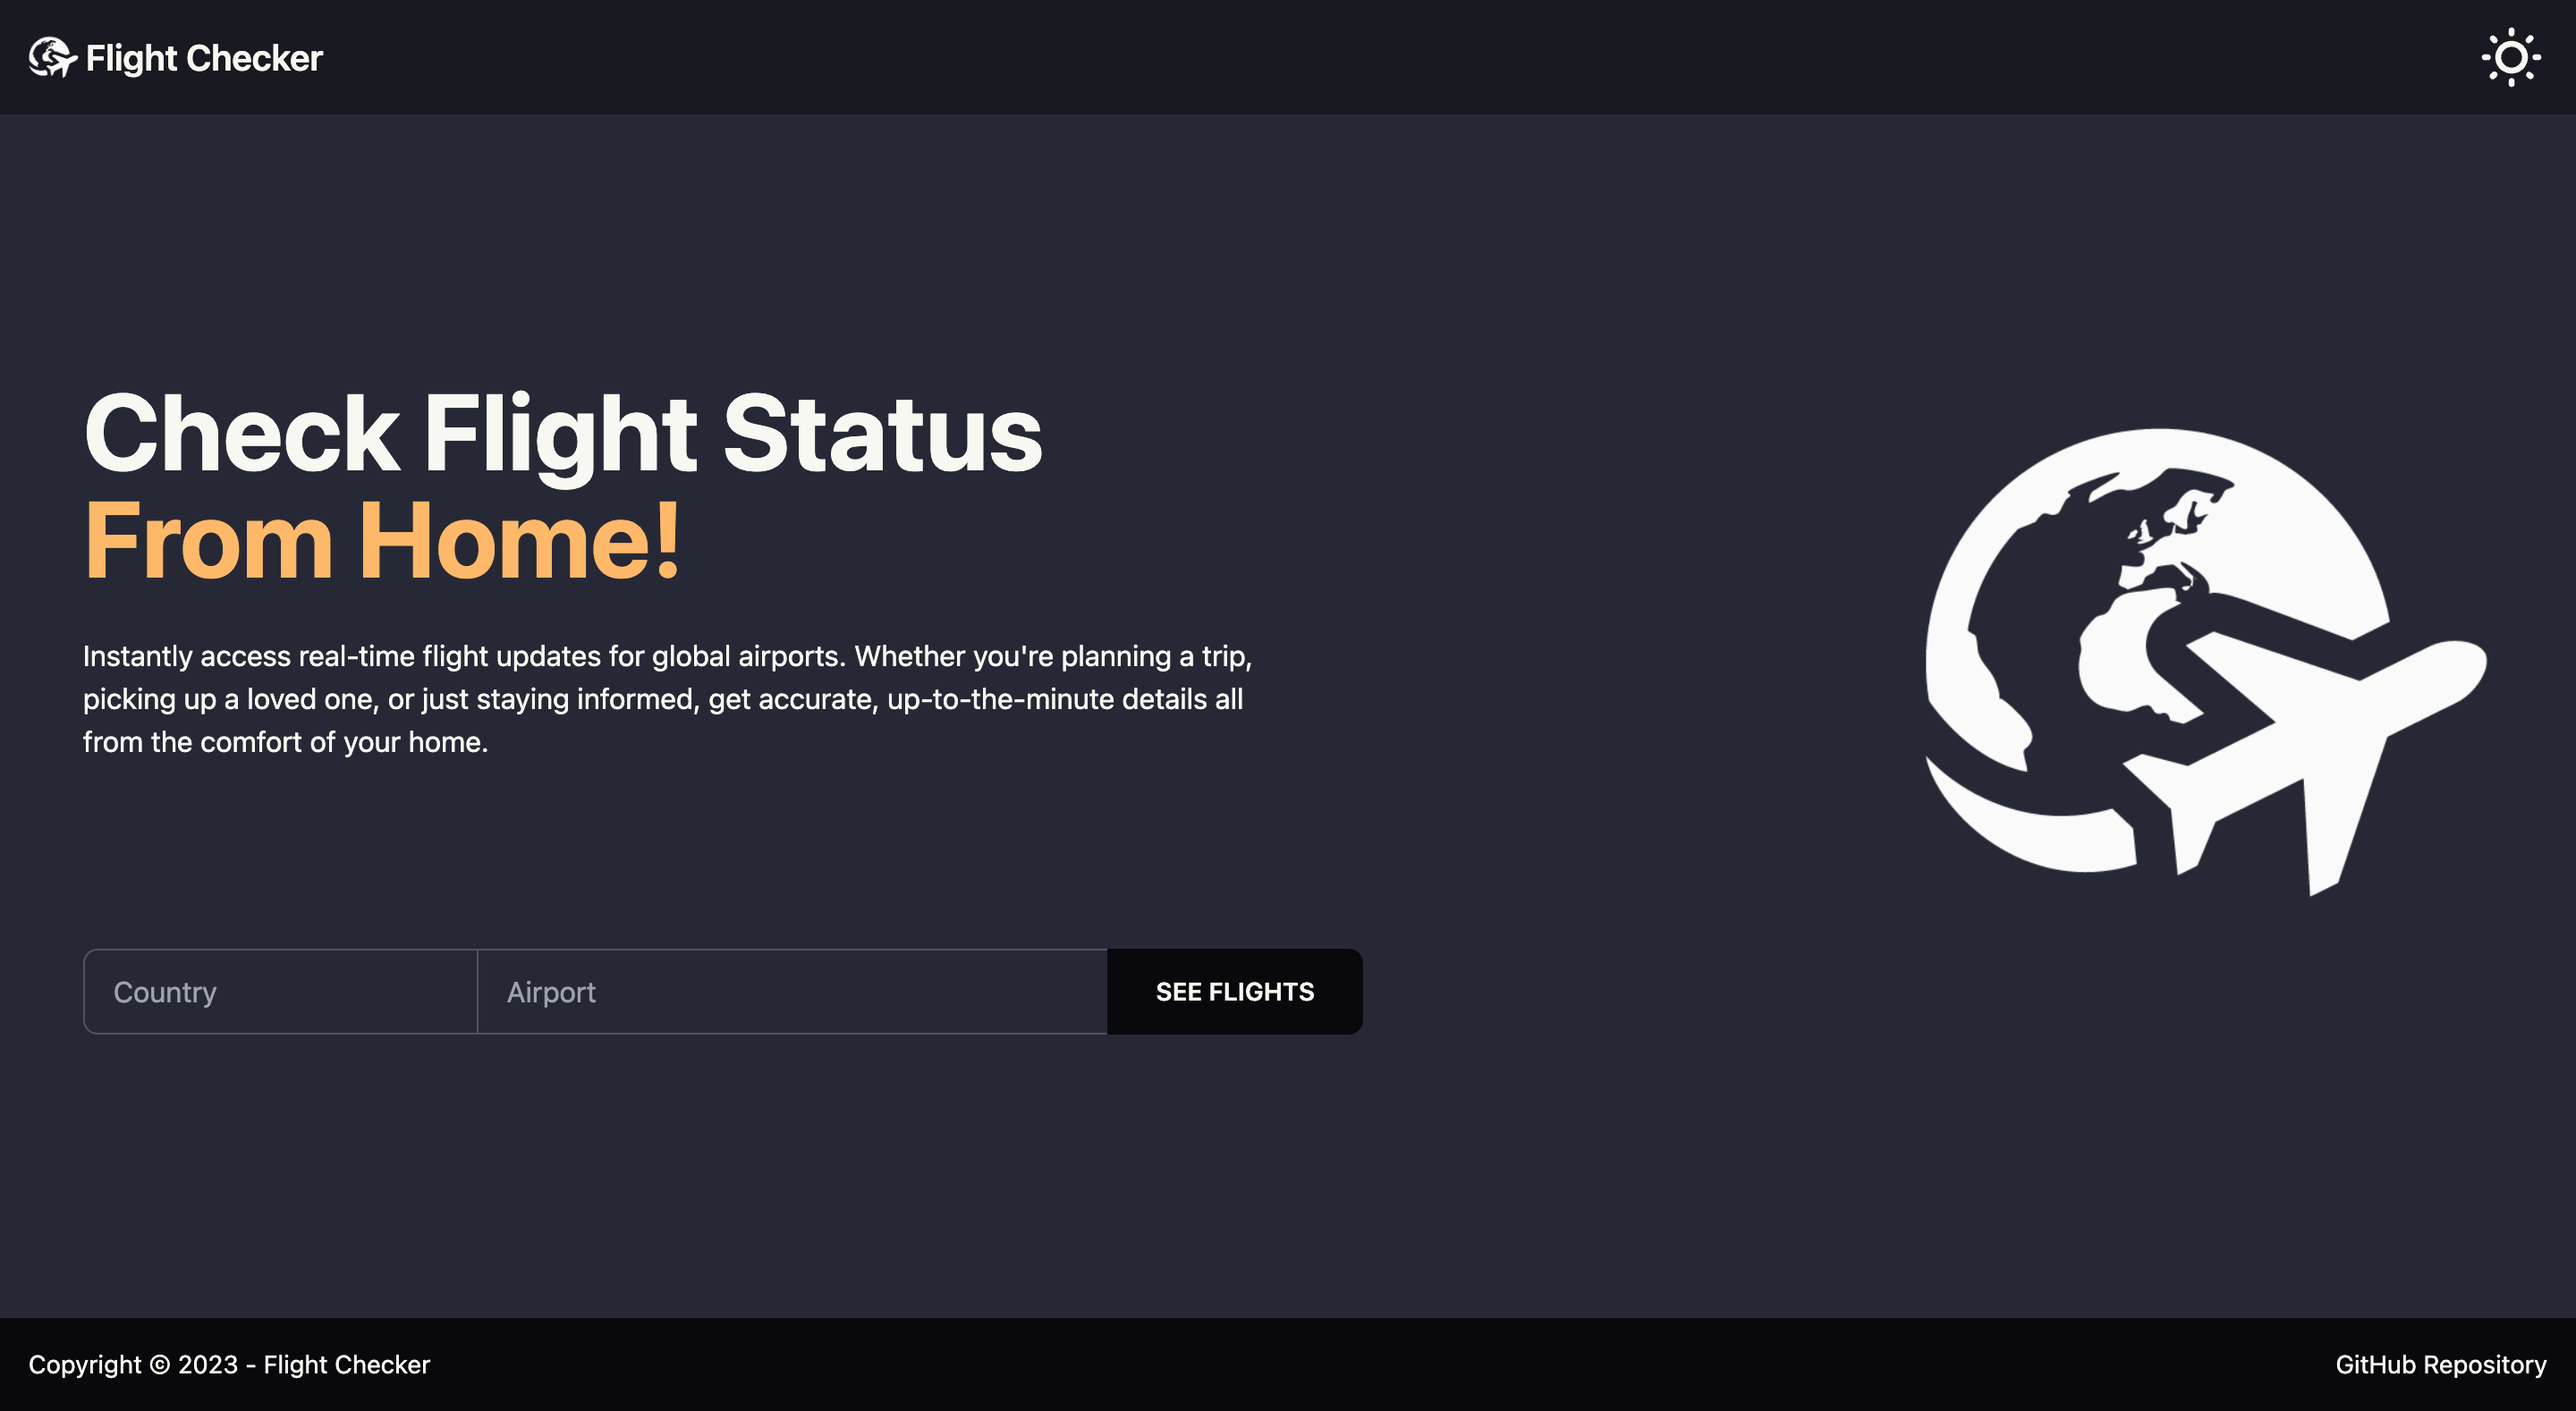 Flight Checker
Check Flight Status
From Home!
Instantly access real-time flight updates for global airports. Whether you're planning a trip,
picking up a loved one, or just staying informed, get accurate, up-to-the-minute details all
from the comfort of your home.
Country
Airport
SEE FLIGHTS
Copyright © 2023 - Flight Checker
GitHub Repository